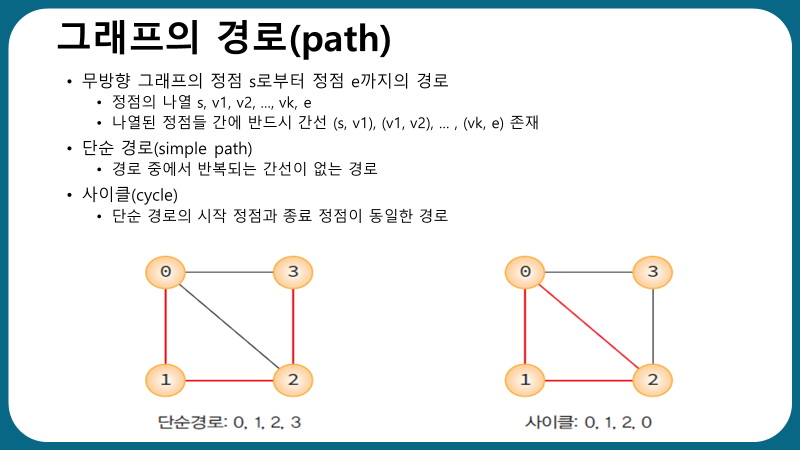 그래프의 경로(path)
• 무방향 그래프의 정점 s로부터 정점 e까지의 경로
• 정점의 나열 s, v1, v2, ..., vk, e
• 나열된 정점들 간에 반드시 간선 (s, v1), (v1, v2), ... , (vk, e) 존재
• 단순 경로(simple path)
• 경로 중에서 반복되는 간선이 없는 경로
• 사이클(cycle)
• 단순 경로의 시작 정점과 종료 정점이 동일한 경로
0 3
1 2
단순경로: 0, 1, 2, 3
0 3
1 2
사이클: 0, 1, 2, 0